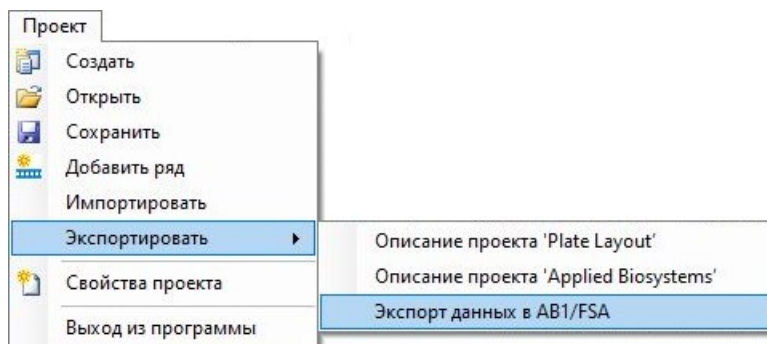 Проект
Создать
Открыть
Сохранить
Добавить ряд
Импортировать
Экспортировать
Описание проекта 'Plate Layout'
Описание проекта 'Applied Biosystems'
Экспорт данных в AB1/FSA
Свойства проекта
Выход из программы